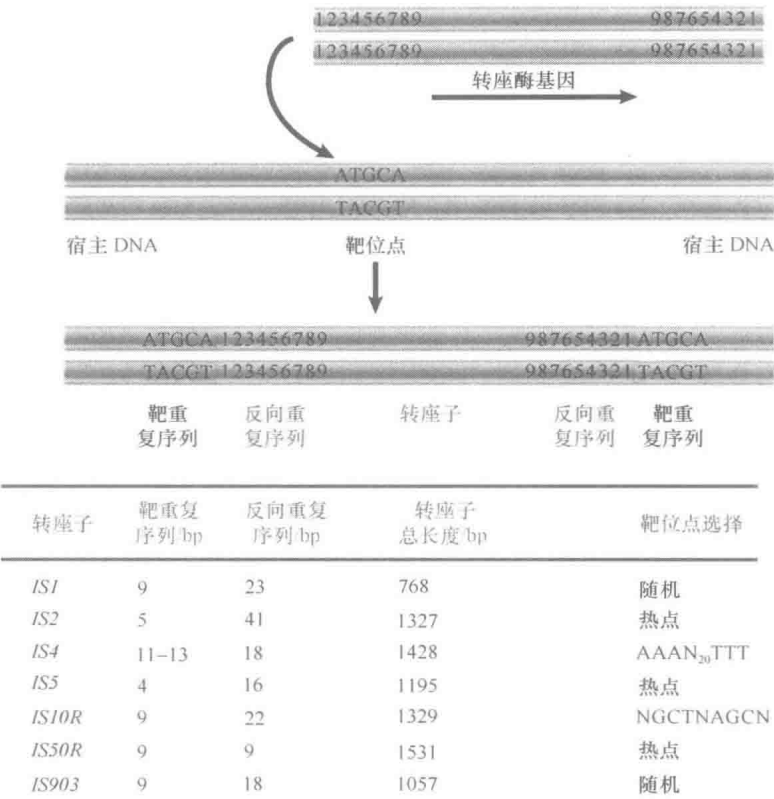 123456789 987654321
123456789 987654321
转座酶基因
ATGCA
TACGT
宿主 DNA 靶位点 宿主 DNA
ATGCA 123456789 987654321 ATGCA
TACGT 123456789 987654321 TACGT
靶重 反向重 转座子 反向重 靶重
复序列 复序列 复序列 复序列
转座子 靶重复 反向重复 转座子 靶位点选择
序列/bp 序列/bp 总长度/bp
IS1 9 23 768 随机
IS2 5 41 1327 热点
IS4 11–13 18 1428 AAAN₂₀TTT
IS5 4 16 1195 热点
IS10R 9 22 1329 NGCTNAGCN
IS50R 9 9 1531 热点
IS903 9 18 1057 随机